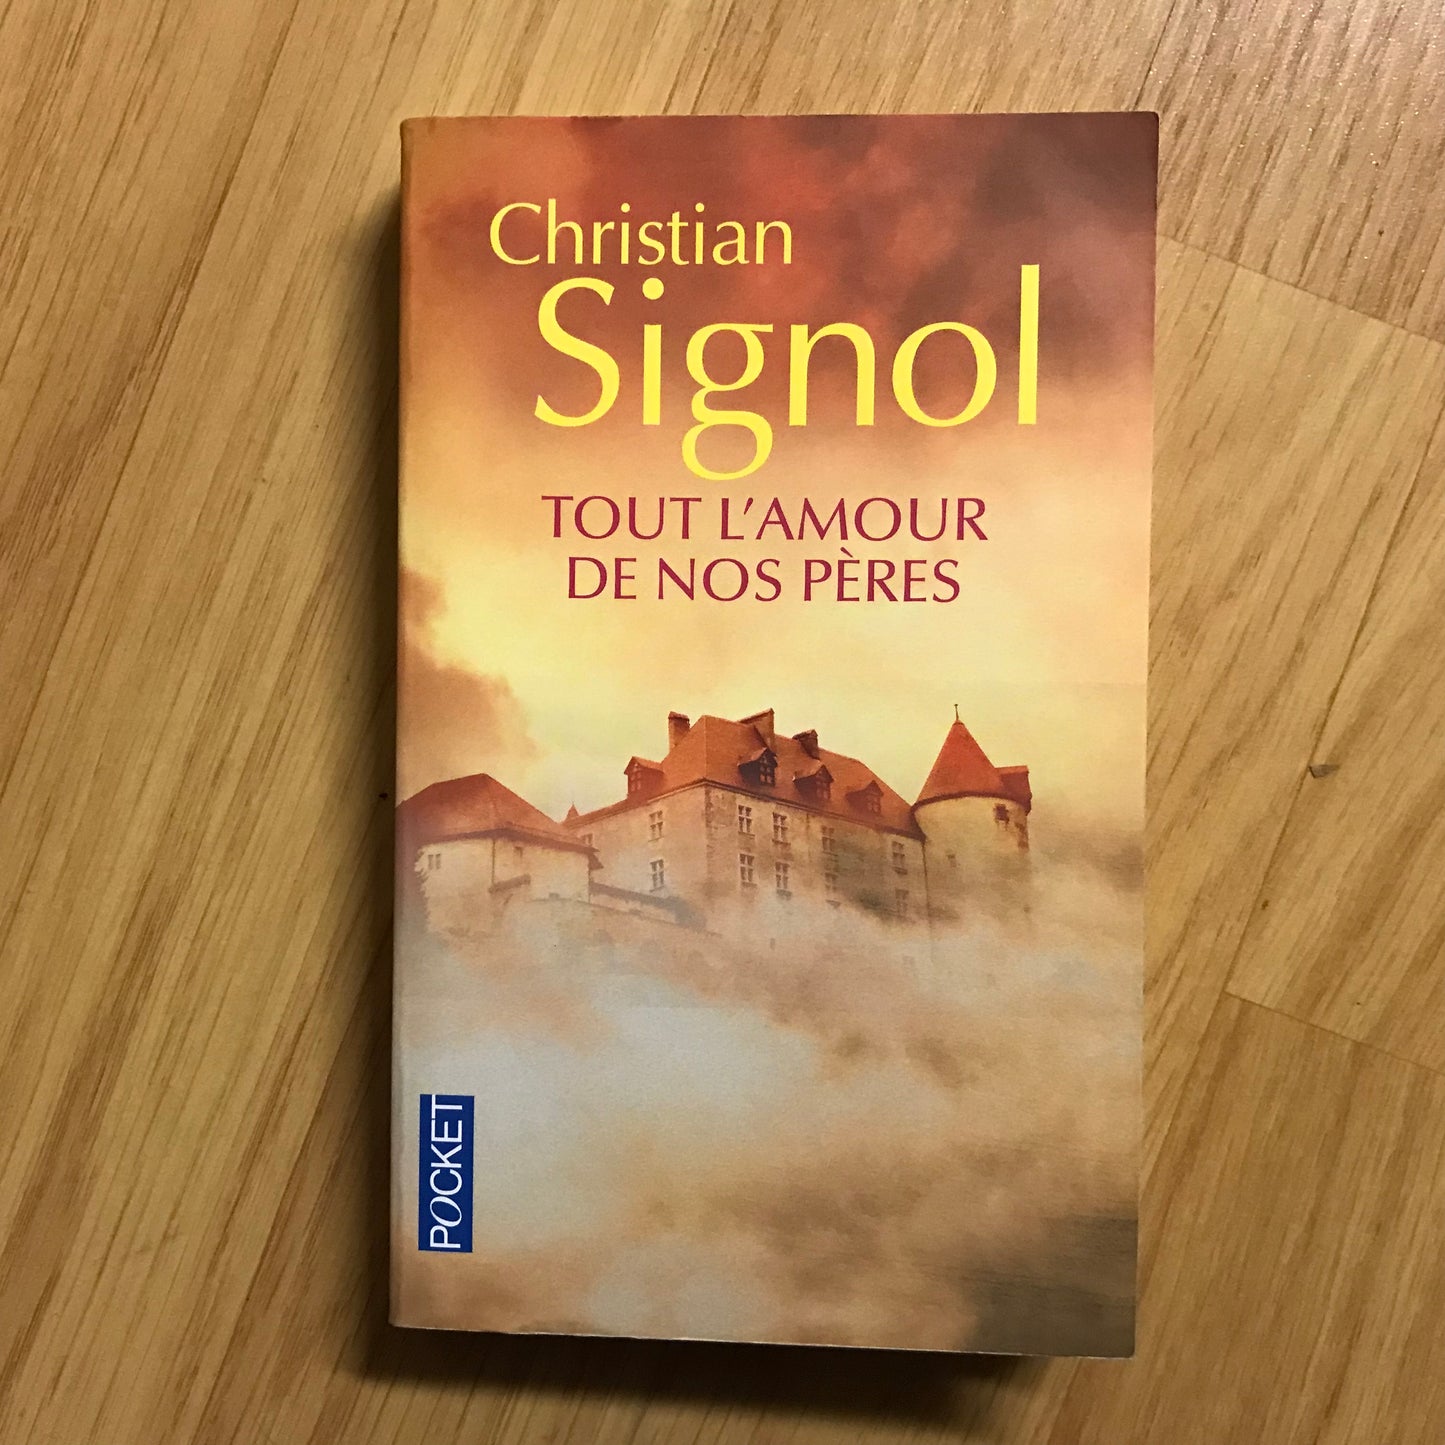 Christian
Signol
TOUT L'AMOUR
DE NOS PÈRES
POCKET